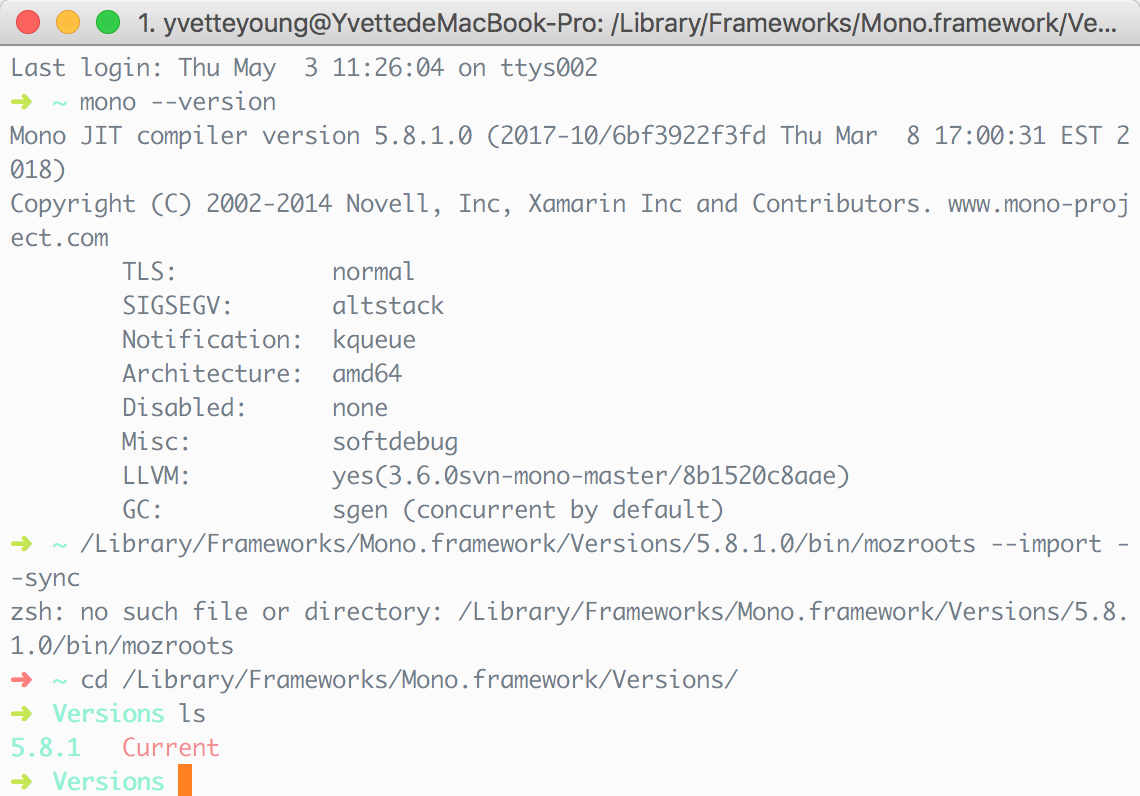 1. yvetteyoung@YvettedeMacBook-Pro: /Library/Frameworks/Mono.framework/Ve...
Last login: Thu May  3 11:26:04 on ttys002
➜  ~ mono --version
Mono JIT compiler version 5.8.1.0 (2017-10/6bf3922f3fd Thu Mar  8 17:00:31 EST 2
018)
Copyright (C) 2002-2014 Novell, Inc, Xamarin Inc and Contributors. www.mono-proj
ect.com
        TLS:           normal
        SIGSEGV:       altstack
        Notification:  kqueue
        Architecture:  amd64
        Disabled:      none
        Misc:          softdebug
        LLVM:          yes(3.6.0svn-mono-master/8b1520c8aae)
        GC:            sgen (concurrent by default)
➜  ~ /Library/Frameworks/Mono.framework/Versions/5.8.1.0/bin/mozroots --import -
-sync
zsh: no such file or directory: /Library/Frameworks/Mono.framework/Versions/5.8.
1.0/bin/mozroots
➜  ~ cd /Library/Frameworks/Mono.framework/Versions/
➜  Versions ls
5.8.1   Current
➜  Versions